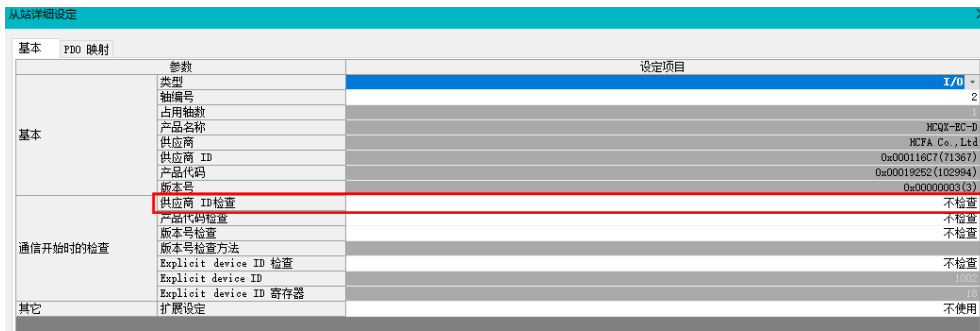 从站详细设定
基本 PDO 映射
参数 设定项目
基本
类型 I/O
轴编号 2
占用轴数 1
产品名称 HCQX-EC-D
供应商 HCFA Co.,Ltd
供应商 ID 0x000116C7(71367)
产品代码 0x00019252(102994)
版本号 0x00000003(3)
通信开始时的检查
供应商 ID检查 不检查
产品代码检查 不检查
版本号检查 不检查
版本号检查方法
Explicit device ID 检查 不检查
Explicit device ID 1002
Explicit device ID 寄存器 18
其它 扩展设定 不使用